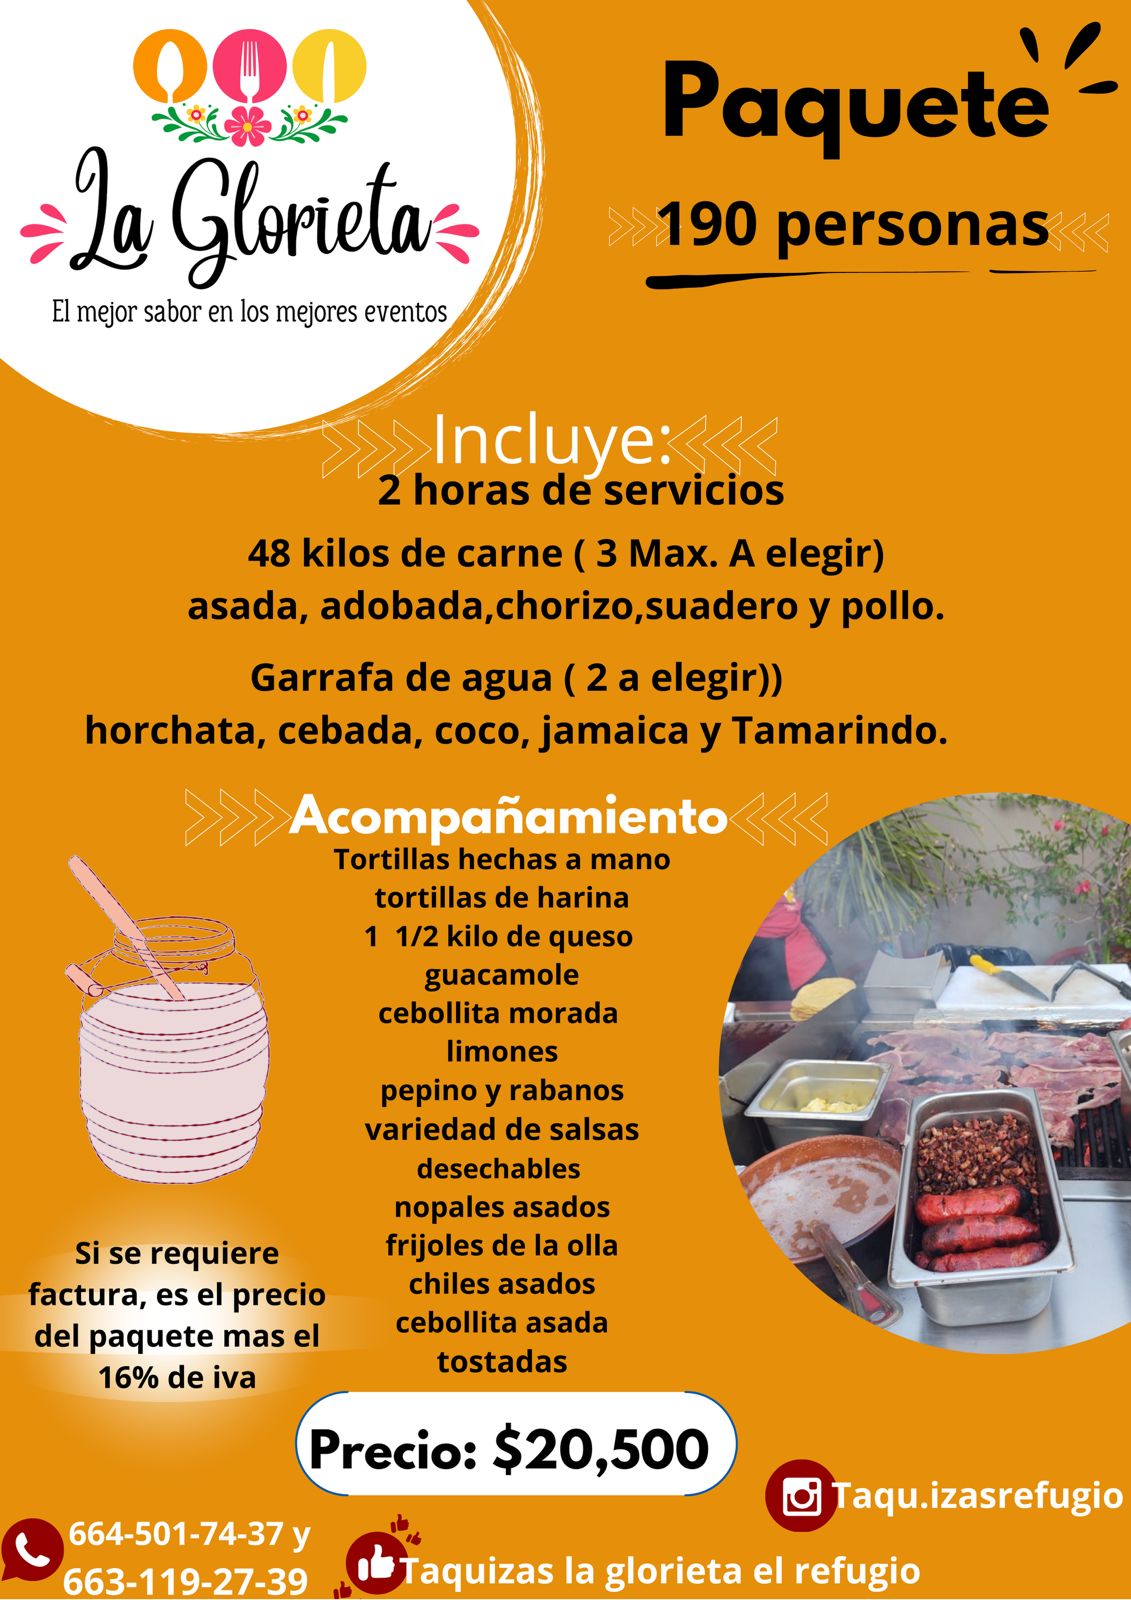 La Glorieta
El mejor sabor en los mejores eventos
Paquete
190 personas
Incluye:
2 horas de servicios
48 kilos de carne ( 3 Max. A elegir)
asada, adobada,chorizo,suadero y pollo.
Garrafa de agua ( 2 a elegir))
horchata, cebada, coco, jamaica y Tamarindo.
Acompañamiento
Tortillas hechas a mano
tortillas de harina
1 1/2 kilo de queso
guacamole
cebollita morada
limones
pepino y rabanos
variedad de salsas
desechables
nopales asados
frijoles de la olla
chiles asados
cebollita asada
tostadas
Si se requiere
factura, es el precio
del paquete mas el
16% de iva
Precio: $20,500
Taqu.izasrefugio
664-501-74-37 y
663-119-27-39
Taquizas la glorieta el refugio